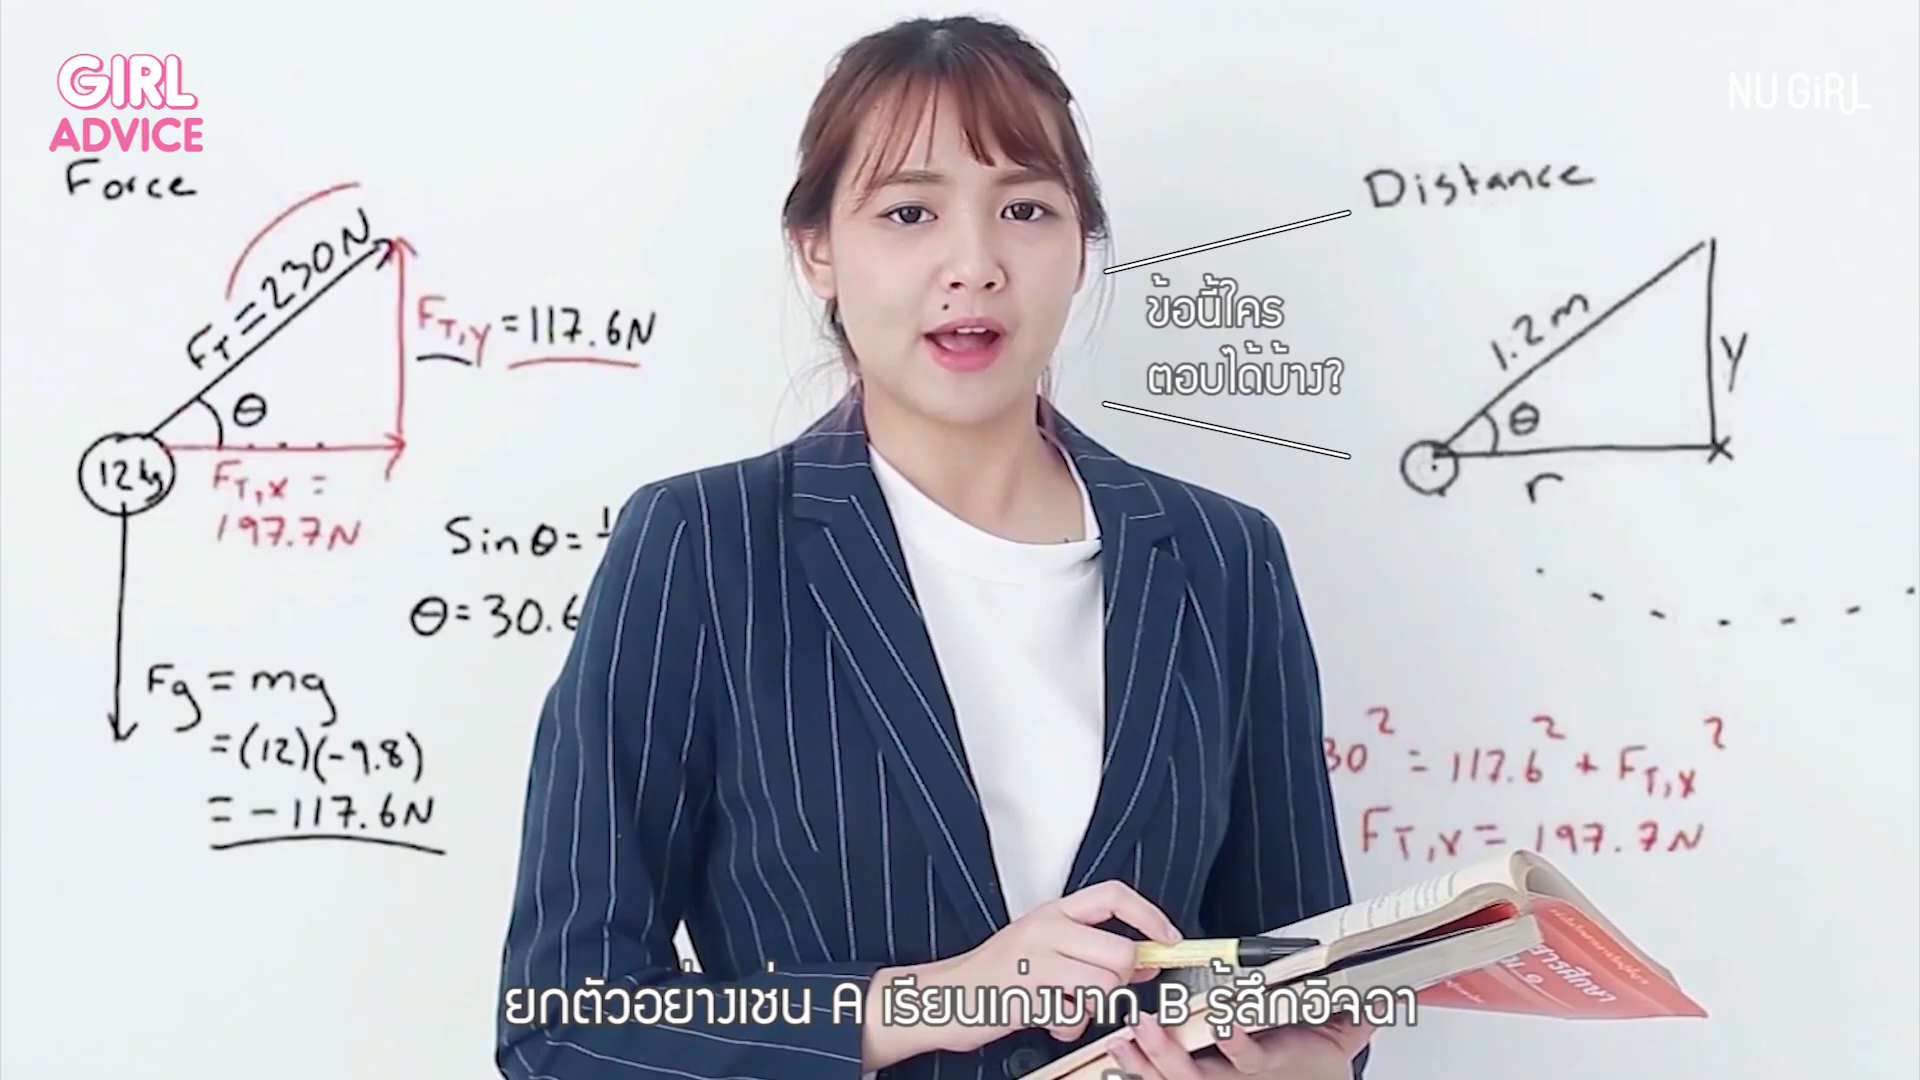 GIRL
ADVICE
NU GIRL
Force
FT = 230N
FT,y = 117.6N
θ
12kg
FT,x =
197.7N
Sin θ =
θ = 30.6
Fg = mg
= (12)(-9.8)
= -117.6N
ข้อนี้ใคร
ตอบได้บ้าง?
Distance
1.2m
y
θ
r
30² = 117.6² + FT,x²
FT,x = 197.7N
ยกตัวอย่างเช่น A เรียนเก่งมาก B รู้สึกอิจฉา